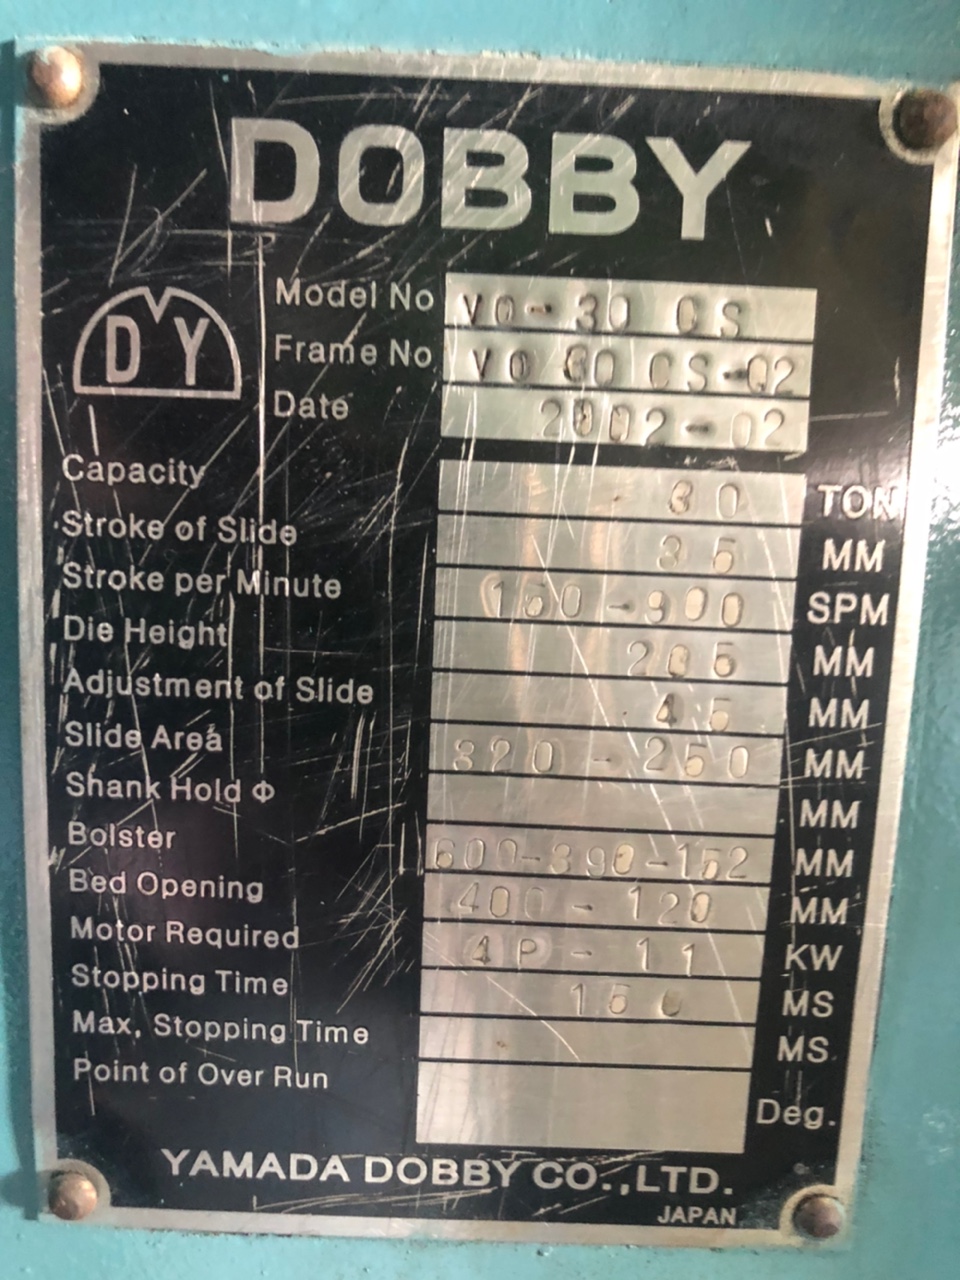 DOBBY
DY
Model No VO-30 CS
Frame No. CS-02
Date 2002-02
Capacity 30 TON
Stroke of Slide 35 MM
Stroke per Minute 150-900 SPM
Die Height 205 MM
Adjustment of Slide 45 MM
Slide Area 320-250 MM
Shank Hold Φ MM
Bolster 600-390-152 MM
Bed Opening 400-120 MM
Motor Required 4P-11 KW
Stopping Time MS
Max, Stopping Time MS
Point of Over Run Deg.
YAMADA DOBBY CO.,LTD.
JAPAN